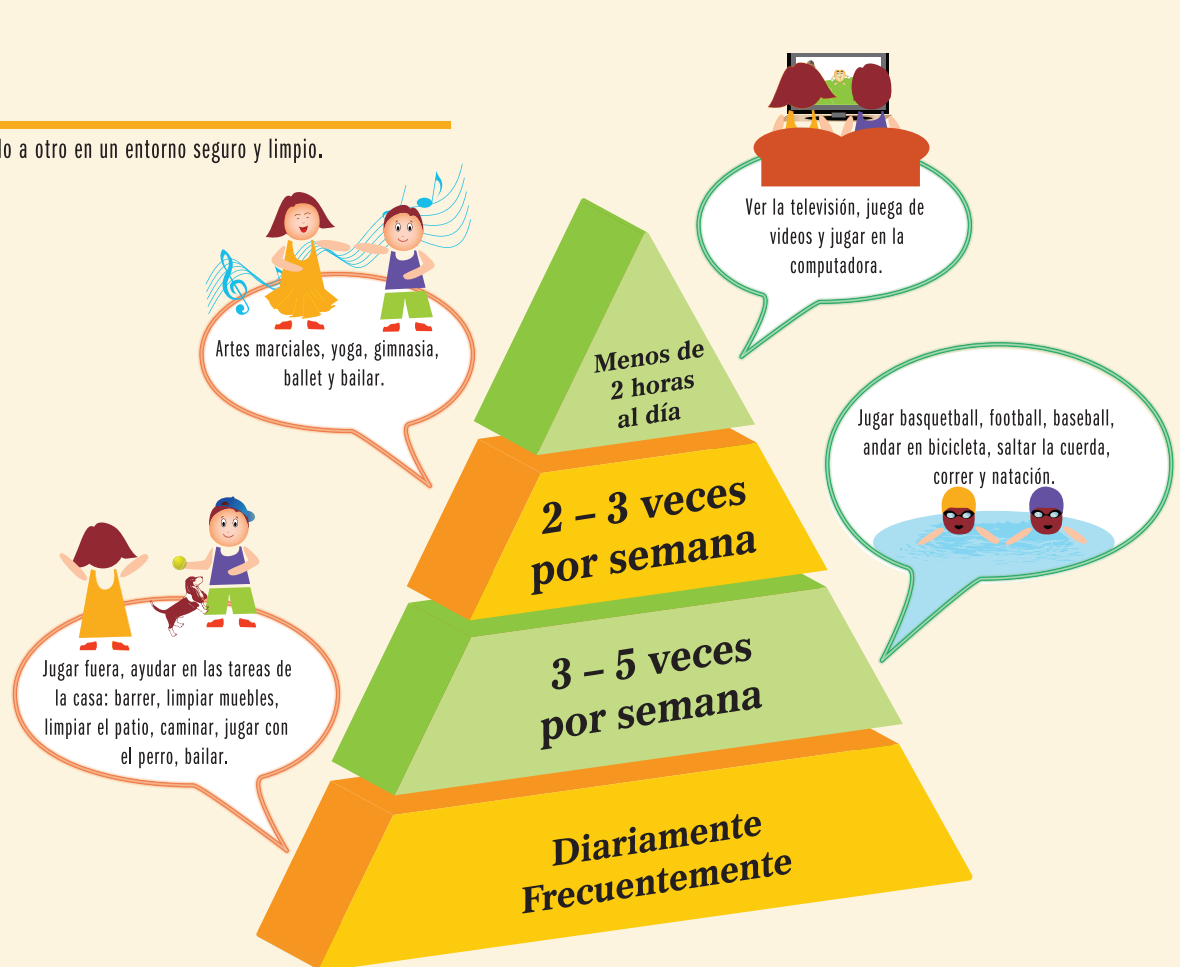 o a otro en un entorno seguro y limpio.
Ver la televisión, juega de
videos y jugar en la
computadora.
Artes marciales, yoga, gimnasia,
ballet y bailar.
Menos de
2 horas
al día
Jugar basquetball, football, baseball,
andar en bicicleta, saltar la cuerda,
correr y natación.
2 – 3 veces
por semana
Jugar fuera, ayudar en las tareas de
la casa: barrer, limpiar muebles,
limpiar el patio, caminar, jugar con
el perro, bailar.
3 – 5 veces
por semana
Diariamente
Frecuentemente